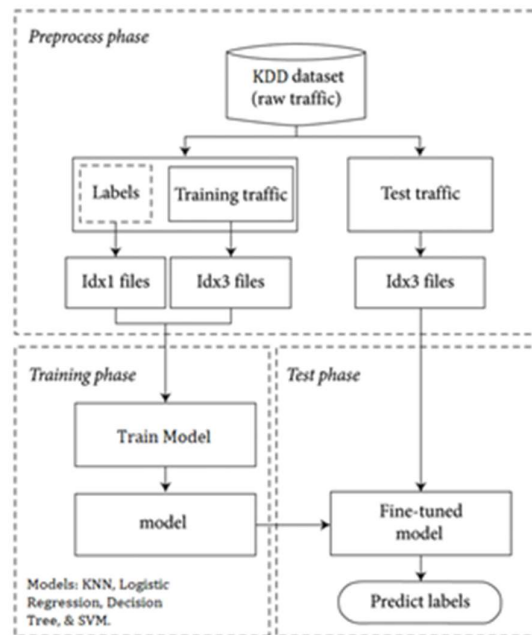 Preprocess phase
KDD dataset
(raw traffic)
Labels
Training traffic
Test traffic
Idx1 files
Idx3 files
Idx3 files
Training phase
Test phase
Train Model
model
Fine-tuned
model
Models: KNN, Logistic
Regression, Decision
Tree, & SVM.
Predict labels